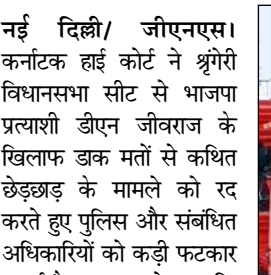 नई दिल्ली/ जीएनएस।
कर्नाटक हाई कोर्ट ने श्रृंगेरी
विधानसभा सीट से भाजपा
प्रत्याशी डीएन जीवराज के
खिलाफ डाक मतों से कथित
छेड़छाड़ के मामले को रद
करते हुए पुलिस और संबंधित
अधिकारियों को कड़ी फटकार